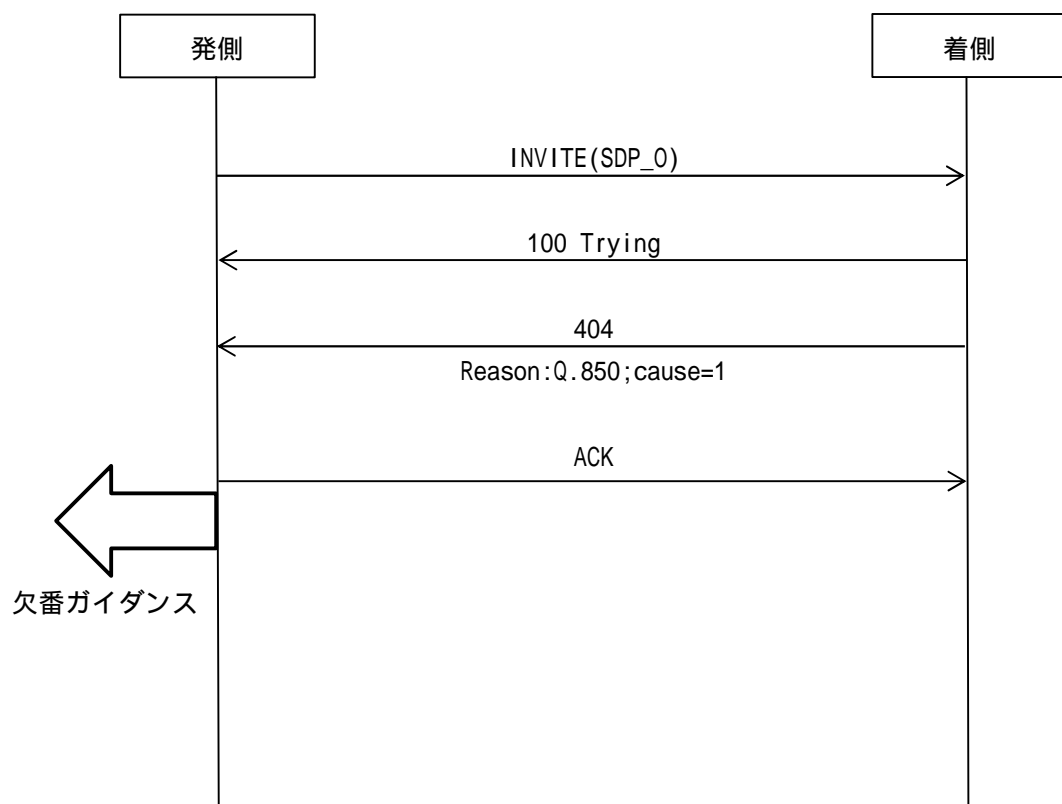 発側
着側
INVITE(SDP_O)
100 Trying
404
Reason:Q.850;cause=1
ACK
欠番ガイダンス